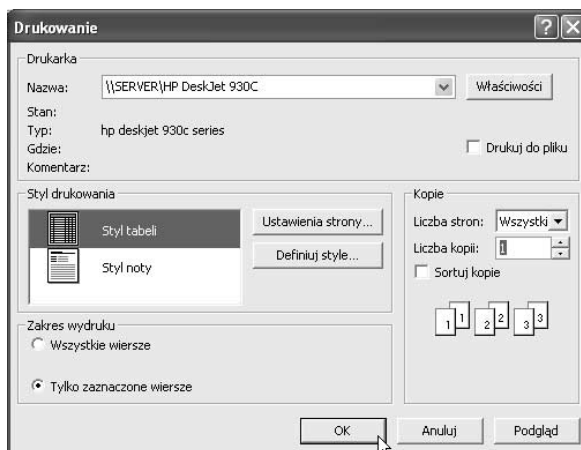 Drukowanie
Drukarka
Nazwa: \\SERVER\HP DeskJet 930C Właściwości
Stan:
Typ: hp deskjet 930c series
Gdzie: Drukuj do pliku
Komentarz:
Styl drukowania
Styl tabeli
Styl noty
Ustawienia strony...
Definiuj style...
Kopie
Liczba stron: Wszystki
Liczba kopii: 1
Sortuj kopie
1 1 2 2 3 3
Zakres wydruku
Wszystkie wiersze
Tylko zaznaczone wiersze
OK Anuluj Podgląd